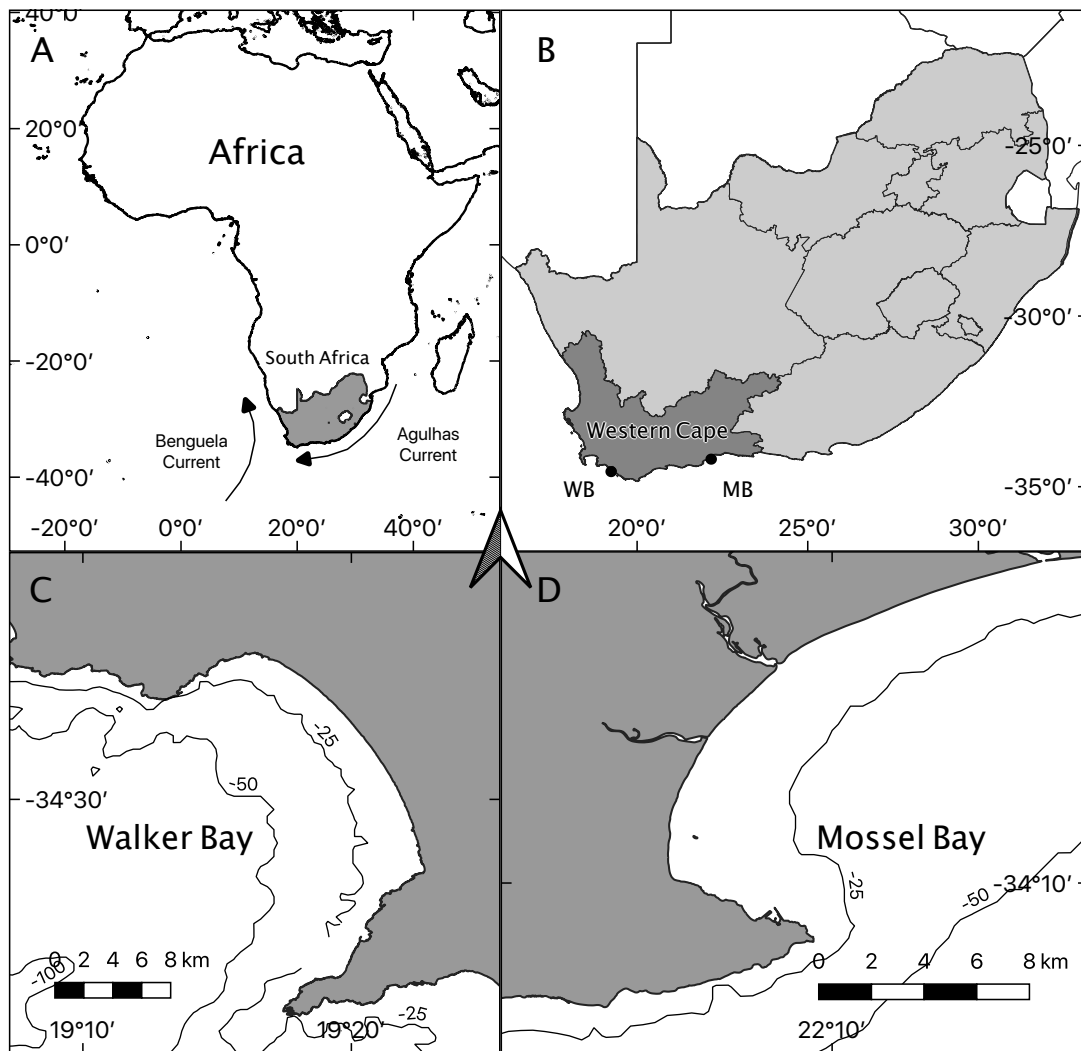 A
40°0′
20°0′
0°0′
-20°0′
-40°0′
Africa
South Africa
Benguela
Current
Agulhas
Current
-20°0′
0°0′
20°0′
40°0′
B
-25°0′
-30°0′
-35°0′
Western Cape
WB
MB
20°0′
25°0′
30°0′
C
-25
-50
-34°30′
Walker Bay
-100
0 2 4 6 8 km
19°10′
19°20′
-25
D
Mossel Bay
-25
-34°10′
-50
0 2 4 6 8 km
22°10′